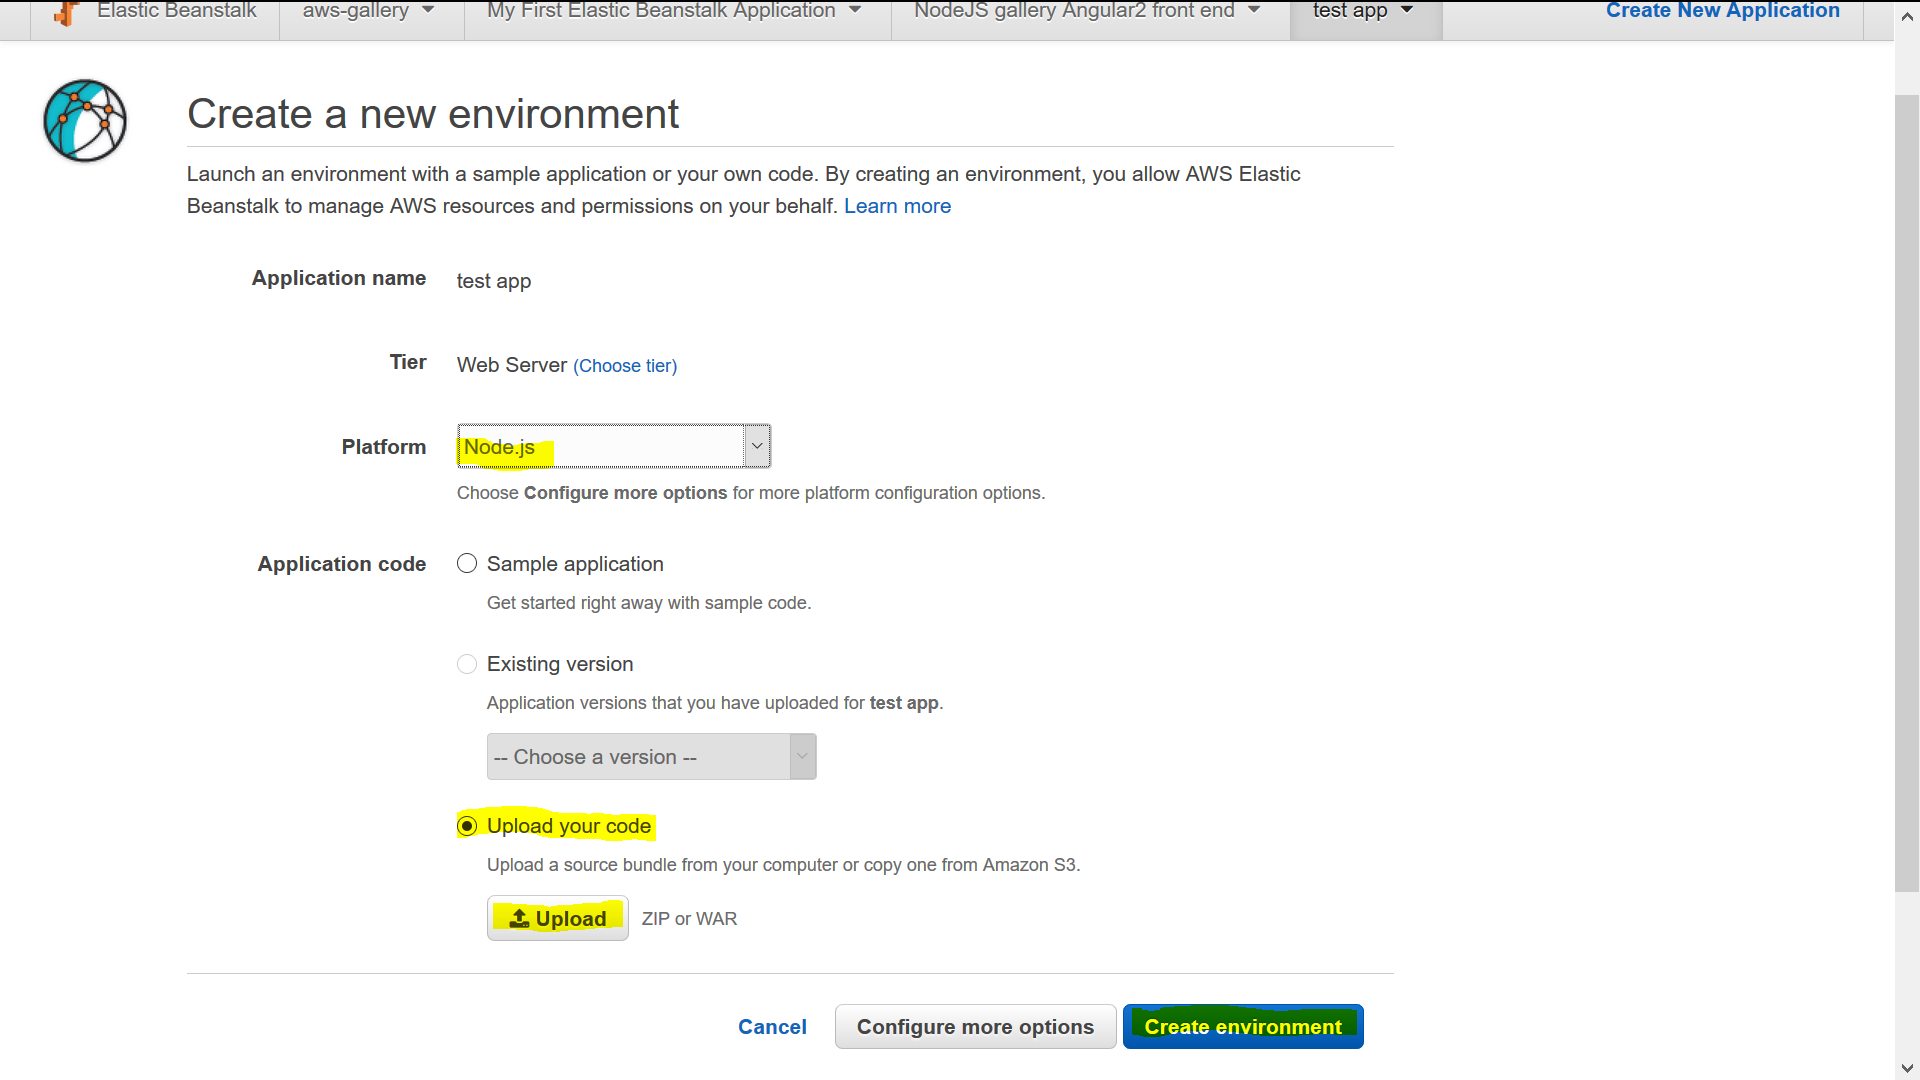 Elastic Beanstalk aws-gallery My First Elastic Beanstalk Application NodeJS gallery Angular2 front end test app Create New Application
Create a new environment
Launch an environment with a sample application or your own code. By creating an environment, you allow AWS Elastic
Beanstalk to manage AWS resources and permissions on your behalf. Learn more
Application name test app
Tier Web Server (Choose tier)
Platform Node.js
Choose Configure more options for more platform configuration options.
Application code Sample application
Get started right away with sample code.
Existing version
Application versions that you have uploaded for test app.
-- Choose a version --
Upload your code
Upload a source bundle from your computer or copy one from Amazon S3.
Upload ZIP or WAR
Cancel Configure more options Create environment